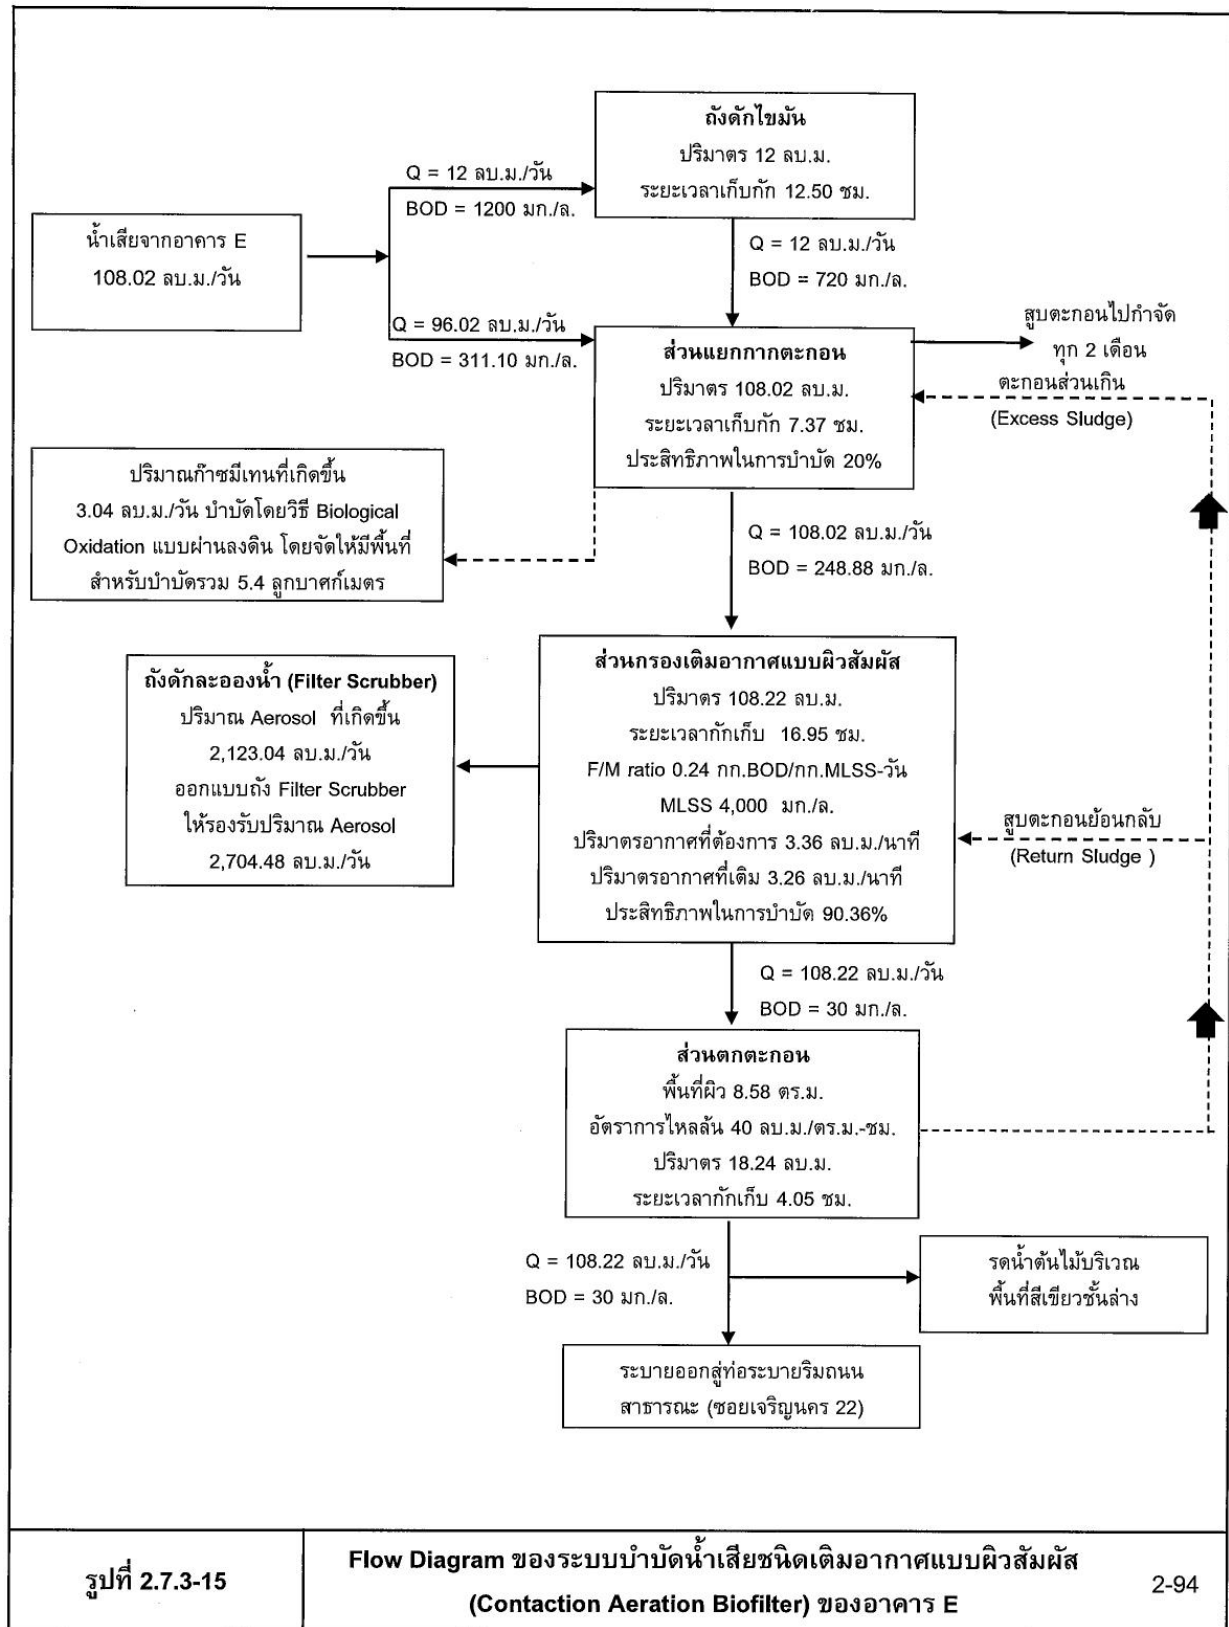 ถังดักไขมัน
ปริมาตร 12 ลบ.ม.
ระยะเวลาเก็บกัก 12.50 ชม.
Q = 12 ลบ.ม./วัน
BOD = 1200 มก./ล.
น้ำเสียจากอาคาร E
108.02 ลบ.ม./วัน
Q = 12 ลบ.ม./วัน
BOD = 720 มก./ล.
Q = 96.02 ลบ.ม./วัน
BOD = 311.10 มก./ล.
ส่วนแยกกากตะกอน
ปริมาตร 108.02 ลบ.ม.
ระยะเวลาเก็บกัก 7.37 ชม.
ประสิทธิภาพในการบำบัด 20%
สูบตะกอนไปกำจัด
ทุก 2 เดือน
ตะกอนส่วนเกิน
(Excess Sludge)
ปริมาณก๊าซมีเทนที่เกิดขึ้น
3.04 ลบ.ม./วัน บำบัดโดยวิธี Biological
Oxidation แบบผ่านลงดิน โดยจัดให้มีพื้นที่
สำหรับบำบัดรวม 5.4 ลูกบาศก์เมตร
Q = 108.02 ลบ.ม./วัน
BOD = 248.88 มก./ล.
ส่วนกรองเติมอากาศแบบผิวสัมผัส
ปริมาตร 108.22 ลบ.ม.
ระยะเวลากักเก็บ 16.95 ชม.
F/M ratio 0.24 กก.BOD/กก.MLSS-วัน
MLSS 4,000 มก./ล.
ปริมาตรอากาศที่ต้องการ 3.36 ลบ.ม./นาที
ปริมาตรอากาศที่เติม 3.26 ลบ.ม./นาที
ประสิทธิภาพในการบำบัด 90.36%
ถังดักละอองน้ำ (Filter Scrubber)
ปริมาณ Aerosol ที่เกิดขึ้น
2,123.04 ลบ.ม./วัน
ออกแบบถัง Filter Scrubber
ให้รองรับปริมาณ Aerosol
2,704.48 ลบ.ม./วัน
สูบตะกอนย้อนกลับ
(Return Sludge )
Q = 108.22 ลบ.ม./วัน
BOD = 30 มก./ล.
ส่วนตกตะกอน
พื้นที่ผิว 8.58 ตร.ม.
อัตราการไหลล้น 40 ลบ.ม./ตร.ม.-ชม.
ปริมาตร 18.24 ลบ.ม.
ระยะเวลากักเก็บ 4.05 ชม.
Q = 108.22 ลบ.ม./วัน
BOD = 30 มก./ล.
รดน้ำต้นไม้บริเวณ
พื้นที่สีเขียวชั้นล่าง
ระบายออกสู่ท่อระบายริมถนน
สาธารณะ (ซอยเจริญนคร 22)
รูปที่ 2.7.3-15
Flow Diagram ของระบบบำบัดน้ำเสียชนิดเติมอากาศแบบผิวสัมผัส
(Contaction Aeration Biofilter) ของอาคาร E
2-94